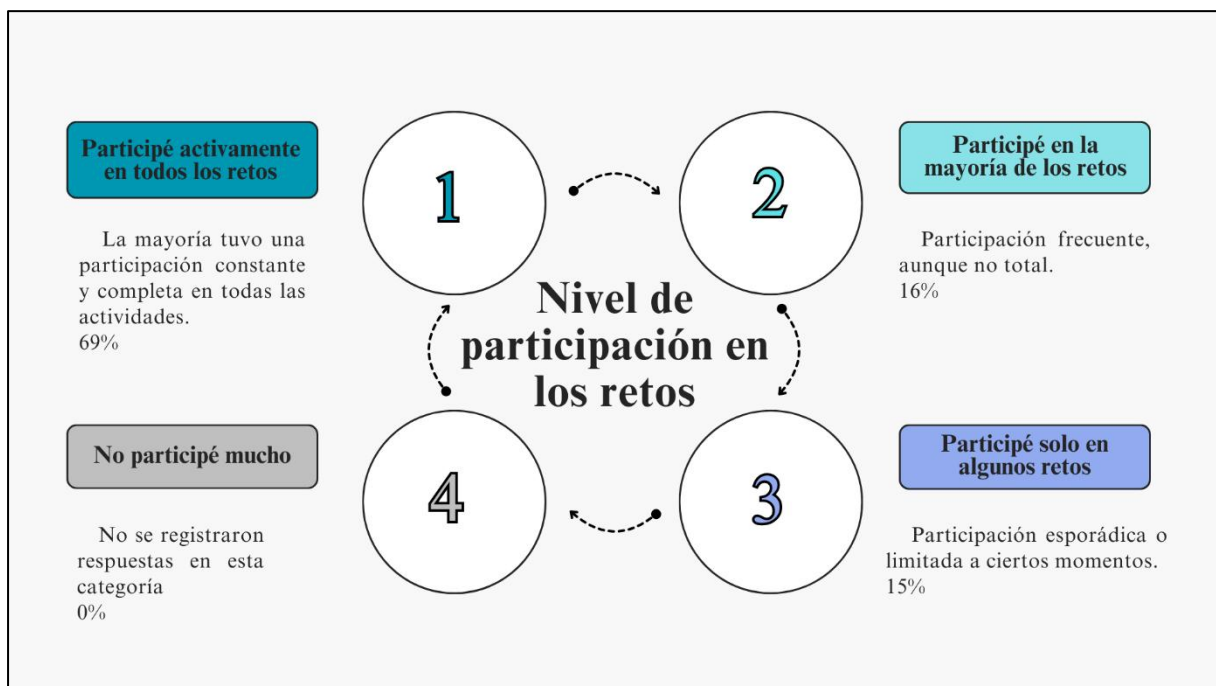 Participé activamente
en todos los retos
La mayoría tuvo una
participación constante
y completa en todas las
actividades.
69%
1
2
Participé en la
mayoría de los retos
Participación frecuente,
aunque no total.
16%
Nivel de
participación en
los retos
No participé mucho
No se registraron
respuestas en esta
categoría
0%
4
3
Participé solo en
algunos retos
Participación esporádica o
limitada a ciertos momentos.
15%